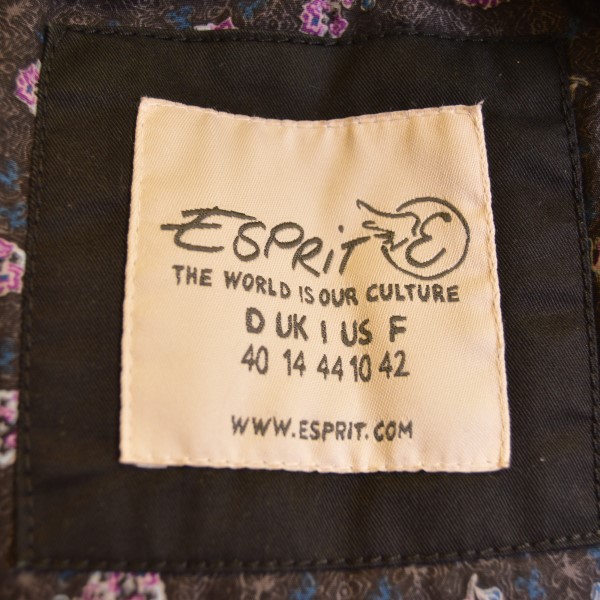 ESPRIT E
THE WORLD IS OUR CULTURE
D UK I US F
40 14 44 10 42
WWW.ESPRIT.COM